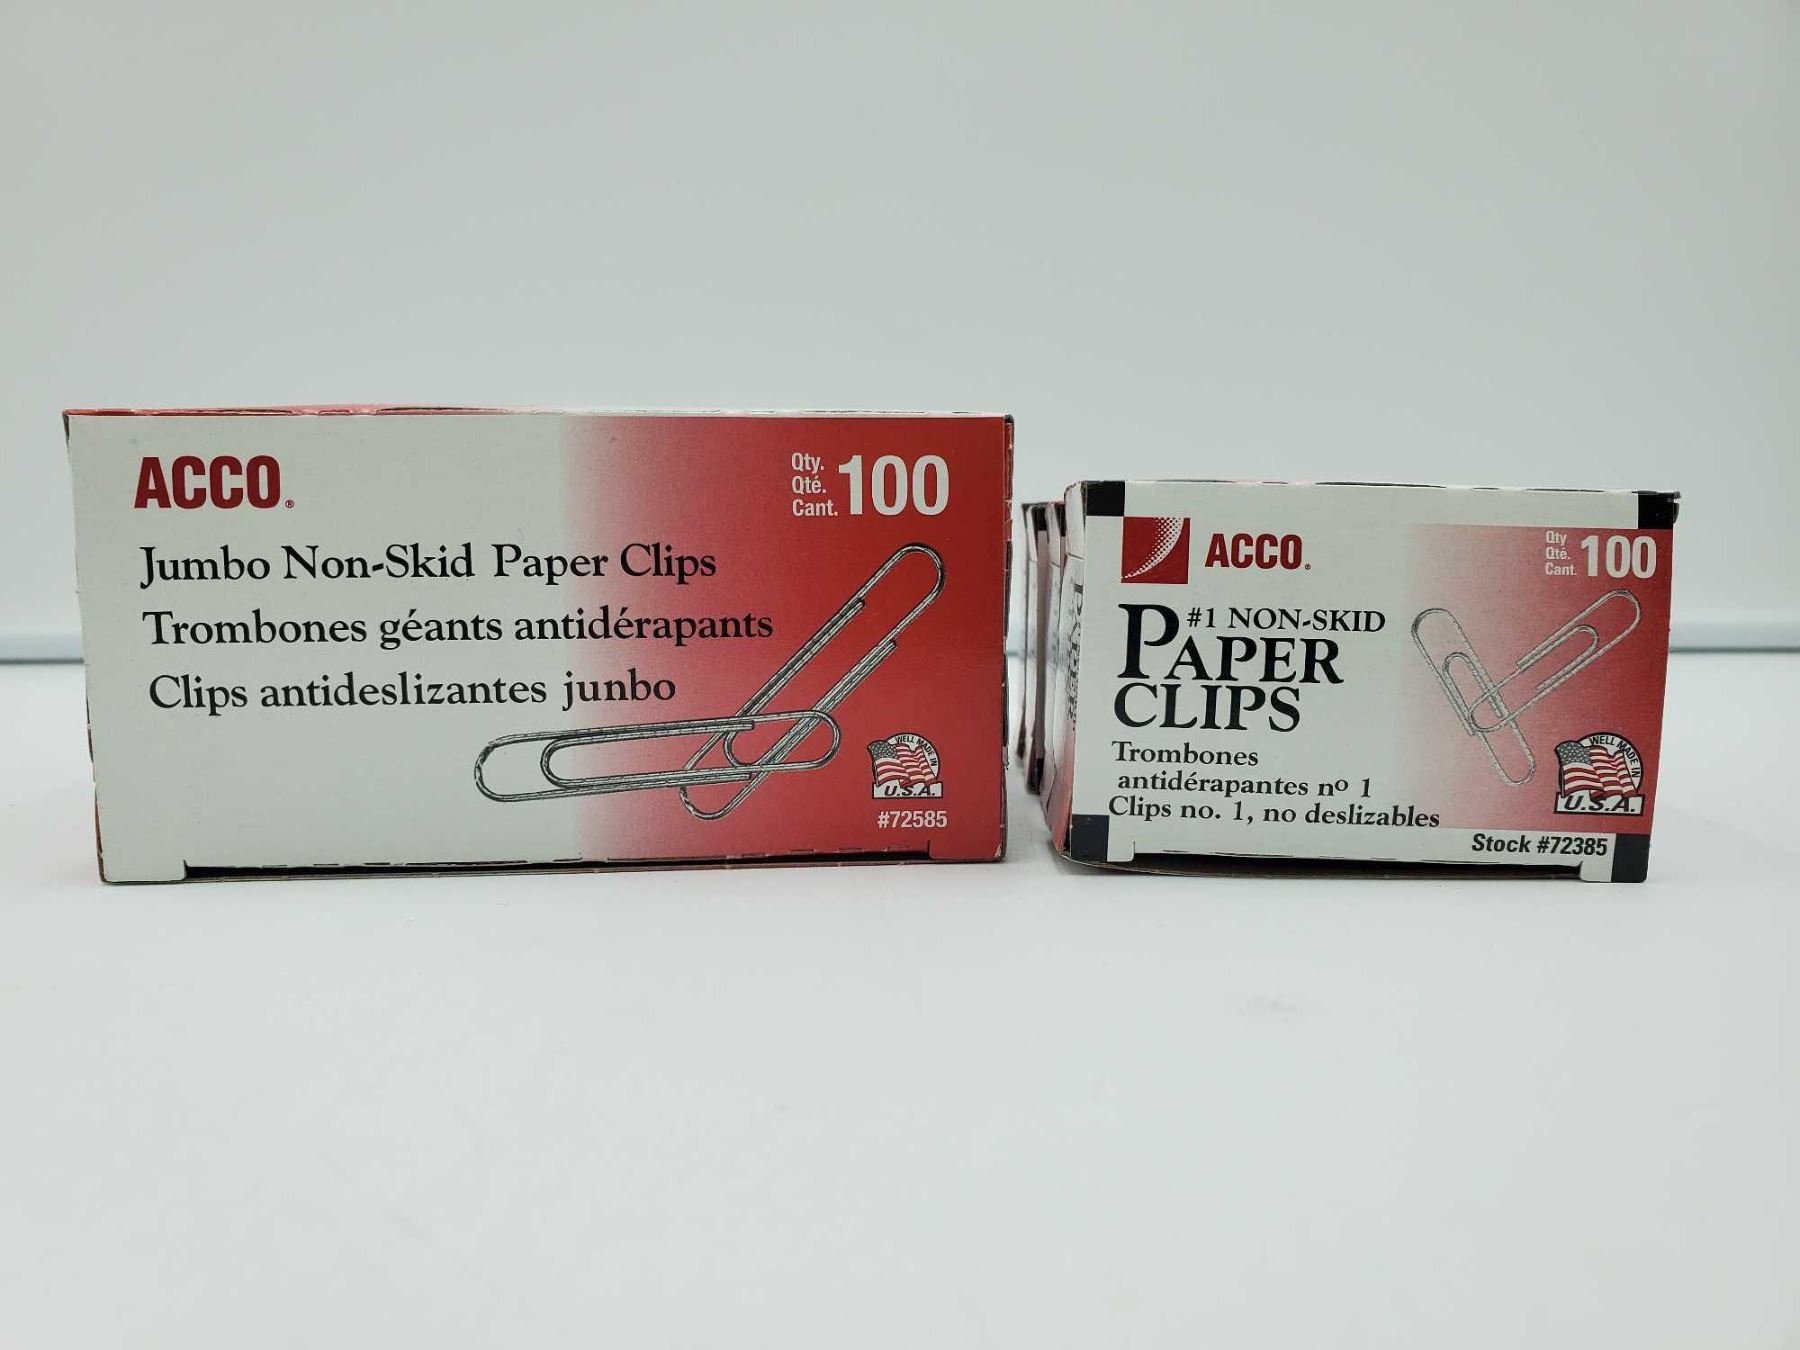 ACCO®
Qty.
Qté.
Cant.
100
Jumbo Non-Skid Paper Clips
Trombones géants antidérapants
Clips antideslizantes junbo
WELL MADE IN
U.S.A.
#72585
ACCO®
Qty
Qté.
Cant.
100
#1 NON-SKID
PAPER
CLIPS
Trombones
antidérapantes nº 1
Clips no. 1, no deslizables
WELL MADE IN
U.S.A.
Stock #72385